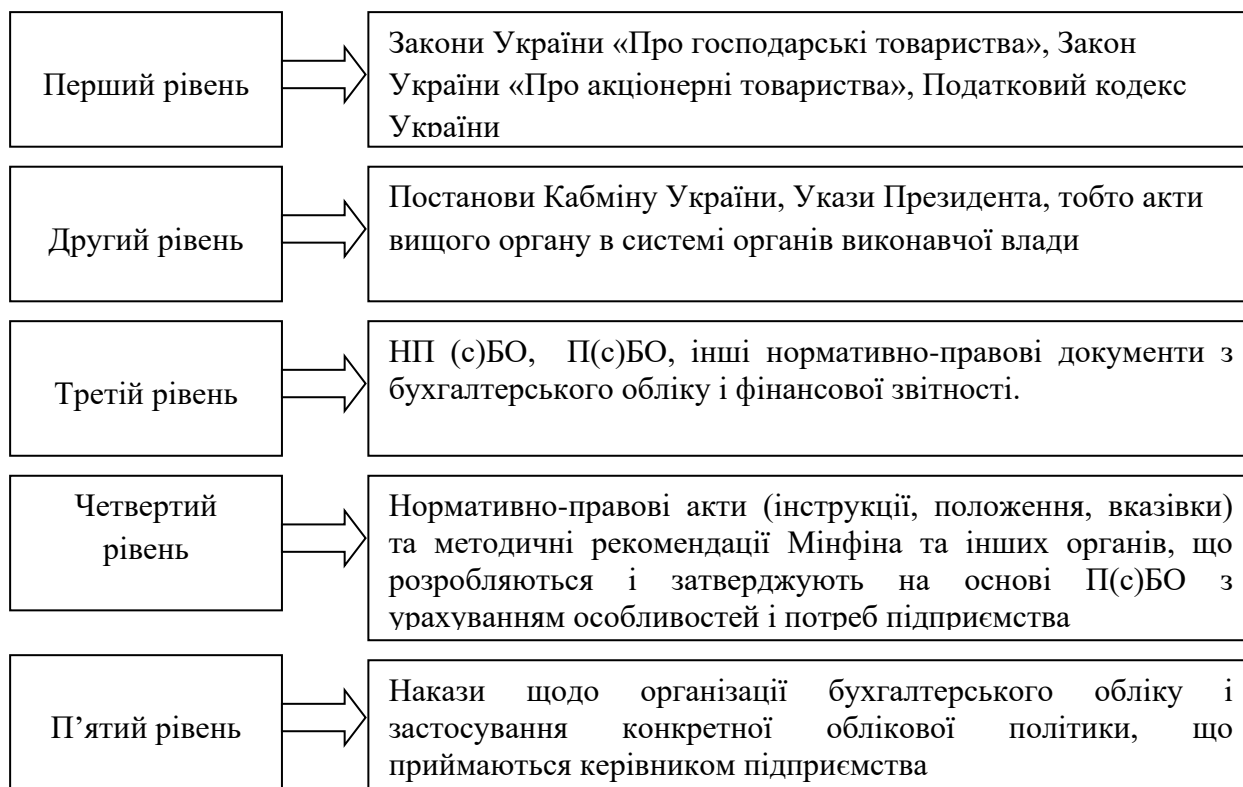 Перший рівень
Закони України «Про господарські товариства», Закон
України «Про акціонерні товариства», Податковий кодекс
України
Другий рівень
Постанови Кабміну України, Укази Президента, тобто акти
вищого органу в системі органів виконавчої влади
Третій рівень
НП (с)БО, П(с)БО, інші нормативно-правові документи з
бухгалтерського обліку і фінансової звітності.
Четвертий
рівень
Нормативно-правові акти (інструкції, положення, вказівки)
та методичні рекомендації Мінфіна та інших органів, що
розробляються і затверджують на основі П(с)БО з
урахуванням особливостей і потреб підприємства
П’ятий рівень
Накази щодо організації бухгалтерського обліку і
застосування конкретної облікової політики, що
приймаються керівником підприємства